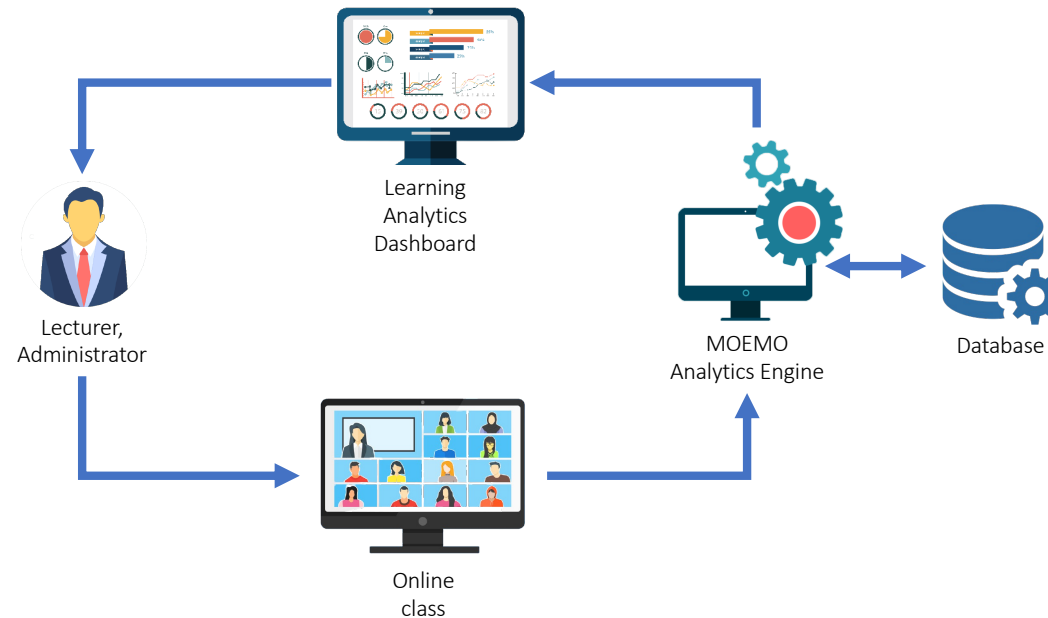 Learning
Analytics
Dashboard
Lecturer,
Administrator
MOEMO
Analytics Engine
Database
Online
class